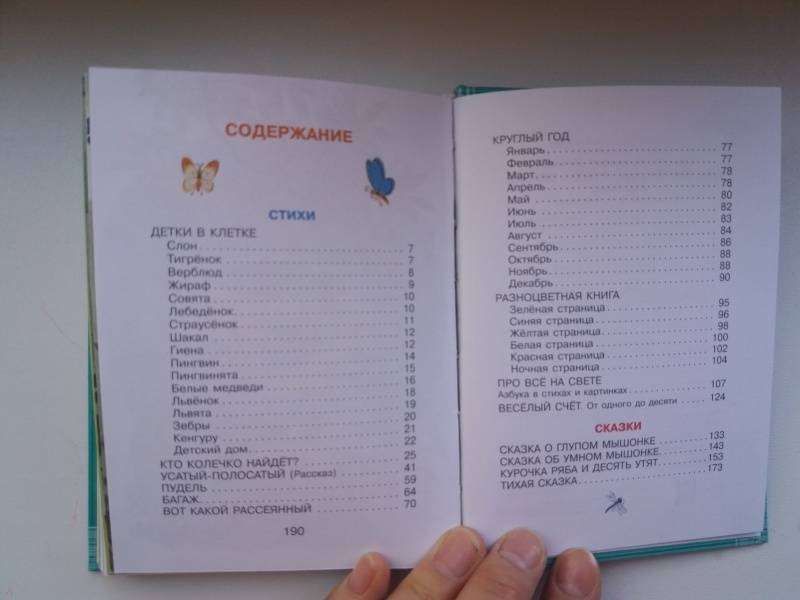 СОДЕРЖАНИЕ
СТИХИ
ДЕТКИ В КЛЕТКЕ
Слон 7
Тигрёнок 7
Верблюд 8
Жираф 9
Совята 10
Лебедёнок 10
Страусёнок 11
Шакал 12
Гиена 12
Пингвин 14
Пингвинята 15
Белые медведи 16
Львёнок 18
Львята 19
Зебры 20
Кенгуру 21
Детский дом 22
КТО КОЛЕЧКО НАЙДЁТ? 25
УСАТЫЙ-ПОЛОСАТЫЙ (Рассказ) 41
ПУДЕЛЬ 59
БАГАЖ 64
ВОТ КАКОЙ РАССЕЯННЫЙ 70
190
КРУГЛЫЙ ГОД
Январь 77
Февраль 77
Март 78
Апрель 78
Май 80
Июнь 82
Июль 83
Август 84
Сентябрь 86
Октябрь 88
Ноябрь 88
Декабрь 90
РАЗНОЦВЕТНАЯ КНИГА
Зелёная страница 95
Синяя страница 96
Жёлтая страница 98
Белая страница 100
Красная страница 102
Ночная страница 104
ПРО ВСЁ НА СВЕТЕ
Азбука в стихах и картинках 107
ВЕСЁЛЫЙ СЧЁТ. От одного до десяти 124
СКАЗКИ
СКАЗКА О ГЛУПОМ МЫШОНКЕ 133
СКАЗКА ОБ УМНОМ МЫШОНКЕ 143
КУРОЧКА РЯБА И ДЕСЯТЬ УТЯТ 153
ТИХАЯ СКАЗКА 173